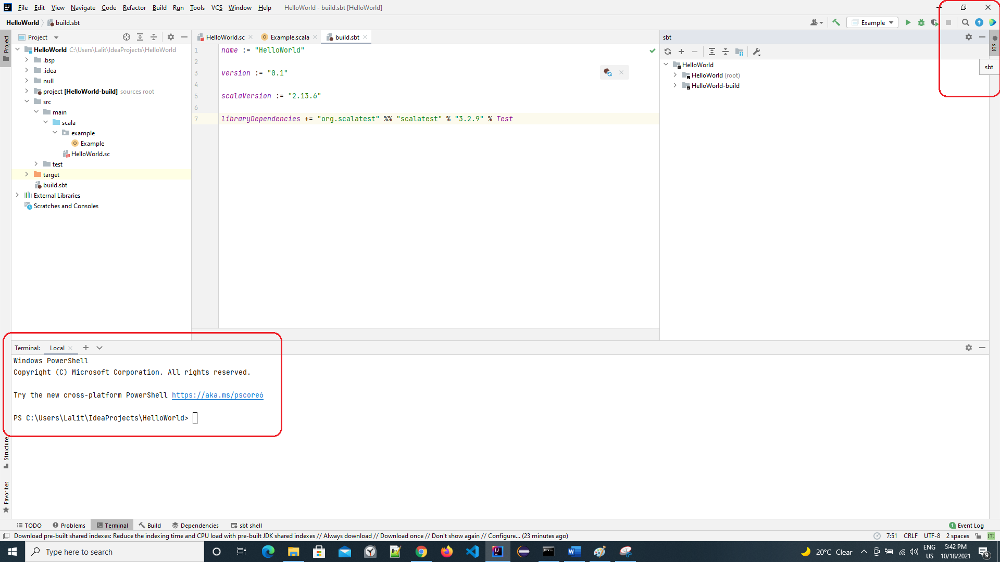 File Edit View Navigate Code Refactor Build Run Tools VCS Window Help HelloWorld - build.sbt [HelloWorld]
HelloWorld build.sbt Example
Project
HelloWorld.sc Example.scala build.sbt
sbt
Project
sbt
sbt
HelloWorld C:\Users\Lalit\IdeaProjects\HelloWorld
.bsp
.idea
null
project [HelloWorld-build] sources root
src
main
scala
example
Example
HelloWorld.sc
test
target
build.sbt
External Libraries
Scratches and Consoles
1 name := "HelloWorld"
2
3 version := "0.1"
4
5 scalaVersion := "2.13.6"
6
7 libraryDependencies += "org.scalatest" %% "scalatest" % "3.2.9" % Test
HelloWorld
HelloWorld (root)
HelloWorld-build
Terminal: Local
Windows PowerShell
Copyright (C) Microsoft Corporation. All rights reserved.
Try the new cross-platform PowerShell https://aka.ms/pscore6
PS C:\Users\Lalit\IdeaProjects\HelloWorld>
Structure
Favorites
TODO Problems Terminal Build Dependencies sbt shell 1 Event Log
Download pre-built shared indexes: Reduce the indexing time and CPU load with pre-built JDK shared indexes // Always download // Download once // Don't show again // Configure... (23 minutes ago) 7:51 CRLF UTF-8 2 spaces [T]
Type here to search
20°C Clear
ENG
US
5:42 PM
10/18/2021
9